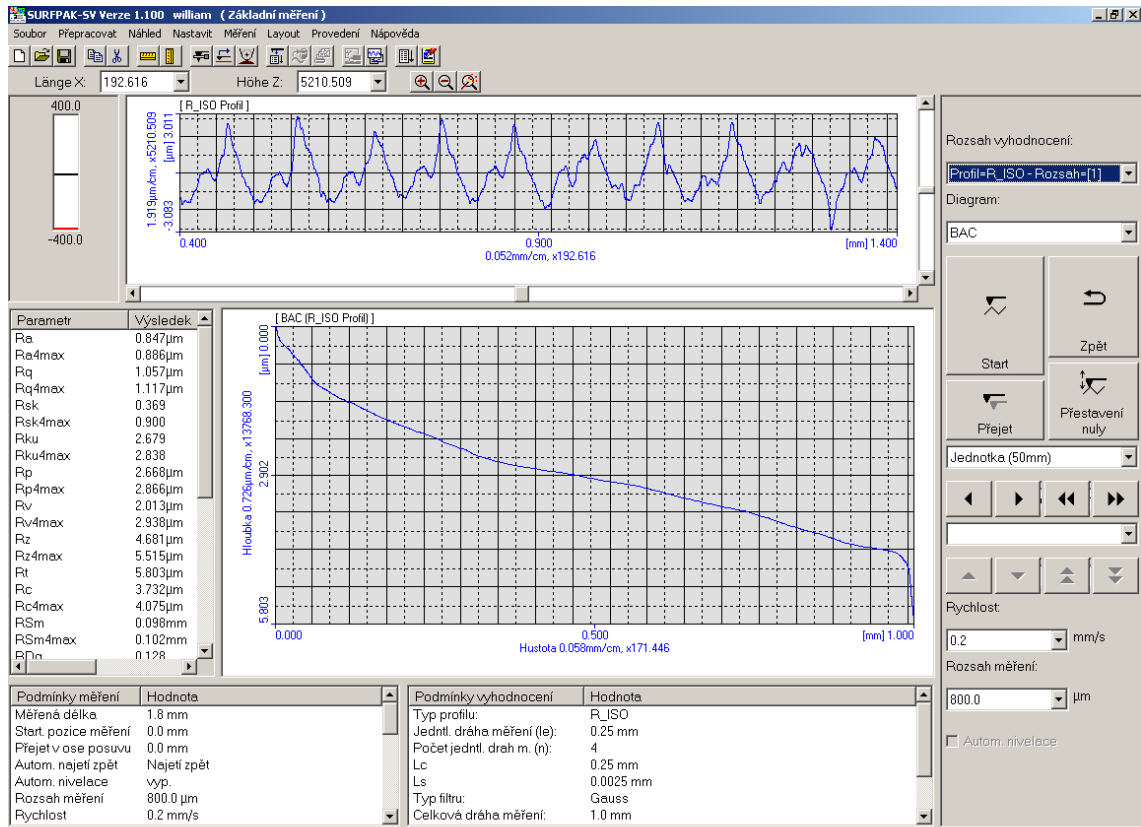 SURFPAK-SV Verze 1.100 william ( Základní měření )
Soubor Přepracovat Náhled Nastavit Měření Layout Provedení Nápověda
Länge X: 192.616 Höhe Z: 5210.509
400.0
-400.0
[ R_ISO Profil ]
1.919µm/cm, x5210.509
-3.083 [µm] 3.011
0.400 0.900 [mm] 1.400
0.052mm/cm, x192.616
Parametr Výsledek
Ra 0.847µm
Ra4max 0.886µm
Rq 1.057µm
Rq4max 1.117µm
Rsk 0.369
Rsk4max 0.900
Rku 2.679
Rku4max 2.838
Rp 2.668µm
Rp4max 2.866µm
Rv 2.013µm
Rv4max 2.938µm
Rz 4.681µm
Rz4max 5.515µm
Rt 5.803µm
Rc 3.732µm
Rc4max 4.075µm
RSm 0.098mm
RSm4max 0.102mm
RDq 0.128
[ BAC (R_ISO Profil) ]
Hloubka 0.726µm/cm, x13768.300
5.803 2.902 [µm] 0.000
0.000 0.500 [mm] 1.000
Hustota 0.058mm/cm, x171.446
Rozsah vyhodnocení:
Profil=R_ISO - Rozsah=[1]
Diagram:
BAC
Start
Zpět
Přejet
Přestavení
nuly
Jednotka (50mm)
Rychlost:
0.2 mm/s
Rozsah měření:
800.0 µm
Autom. nivelace
Podmínky měření Hodnota
Měřená délka 1.8 mm
Start. pozice měření 0.0 mm
Přejet v ose posuvu 0.0 mm
Autom. najetí zpět Najetí zpět
Autom. nivelace vyp.
Rozsah měření 800.0 µm
Rychlost 0.2 mm/s
Podmínky vyhodnocení Hodnota
Typ profilu: R_ISO
Jedntl. dráha měření (le): 0.25 mm
Počet jedntl. drah m. (n): 4
Lc 0.25 mm
Ls 0.0025 mm
Typ filtru: Gauss
Celková dráha měření: 1.0 mm